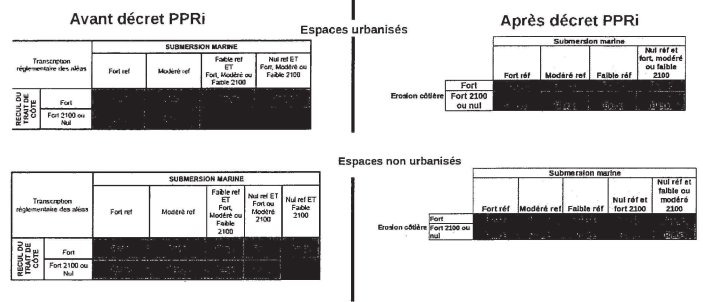 Avant décret PPRi
Après décret PPRi
Espaces urbanisés
SUBMERSION MARINE
Transcription
réglementaire des aléas
Fort ref
Modéré ref
Faible ref
ET
Fort, Modéré ou
Faible 2100
Nul ref ET
Fort, Modéré ou
Faible 2100
RECUL DU
TRAIT DE
CÔTE
Fort
Fort 2100 ou
Nul
Submersion marine
Fort réf
Modéré réf
Faible réf
Nul réf et
fort, modéré
ou faible
2100
Erosion côtière
Fort
Fort 2100
ou nul
Espaces non urbanisés
SUBMERSION MARINE
Transcription
réglementaire des aléas
Fort ref
Modéré ref
Faible ref
ET
Fort,
Modéré ou
Faible
2100
Nul ref ET
Fort ou
Modéré
2100
Nul ref ET
Faible
2100
RECUL DU
TRAIT DE
CÔTE
Fort
Fort 2100 ou
Nul
Submersion marine
Fort réf
Modéré ref
Faible réf
Nul réf et
fort 2100
Nul réf et
faible ou
modéré
2100
Erosion côtière
Fort
Fort 2100 ou
nul